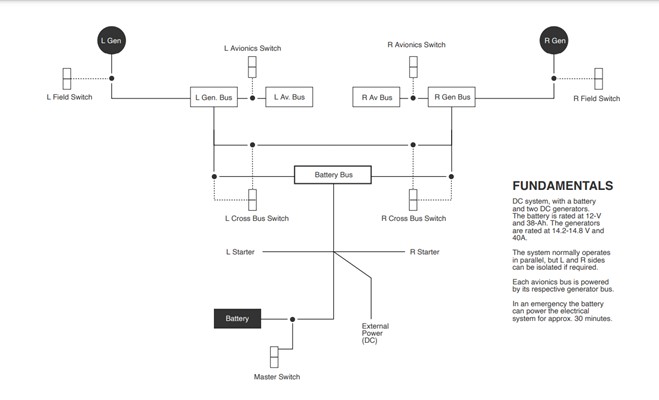 L Gen
R Gen
L Avionics Switch
R Avionics Switch
L Field Switch
L Gen. Bus
L Av. Bus
R Av Bus
R Gen Bus
R Field Switch
Battery Bus
L Cross Bus Switch
R Cross Bus Switch
L Starter
R Starter
Battery
External
Power
(DC)
Master Switch
FUNDAMENTALS
DC system, with a battery
and two DC generators.
The battery is rated at 12-V
and 38-Ah. The generators
are rated at 14.2-14.8 V and
40A.
The system normally operates
in parallel, but L and R sides
can be isolated if required.
Each avionics bus is powered
by its respective generator bus.
In an emergency the battery
can power the electrical
system for approx. 30 minutes.